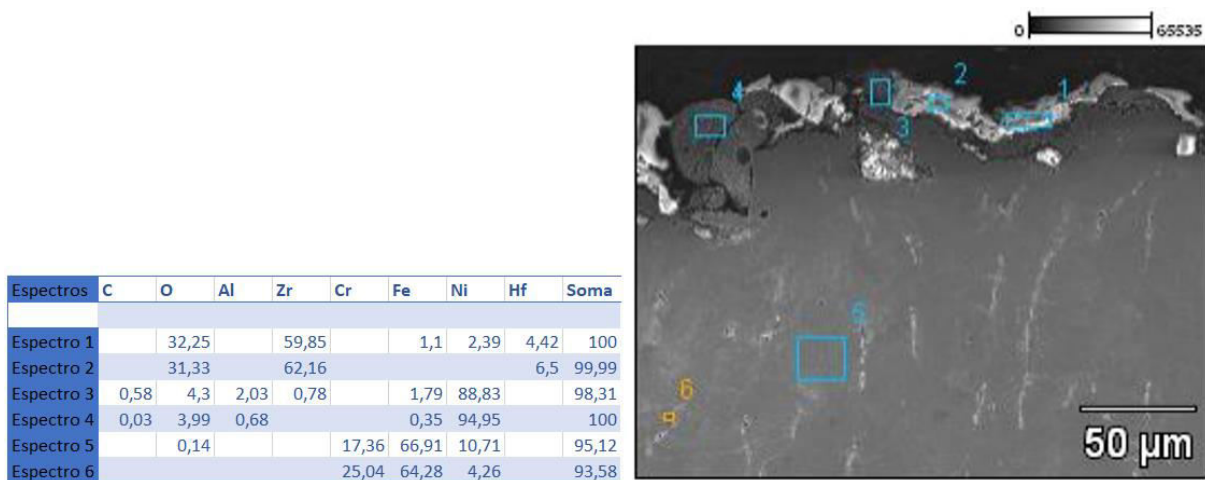 0 65535
2
4 1
3
5
6
50 µm
Espectros C O Al Zr Cr Fe Ni Hf Soma
Espectro 1 32,25 59,85 1,1 2,39 4,42 100
Espectro 2 31,33 62,16 6,5 99,99
Espectro 3 0,58 4,3 2,03 0,78 1,79 88,83 98,31
Espectro 4 0,03 3,99 0,68 0,35 94,95 100
Espectro 5 0,14 17,36 66,91 10,71 95,12
Espectro 6 25,04 64,28 4,26 93,58